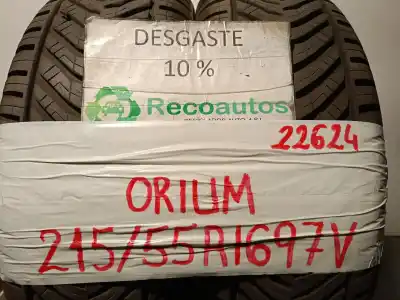 DESGASTE
10 %
Recoautos
22624
ORIUM
215/55R1697V